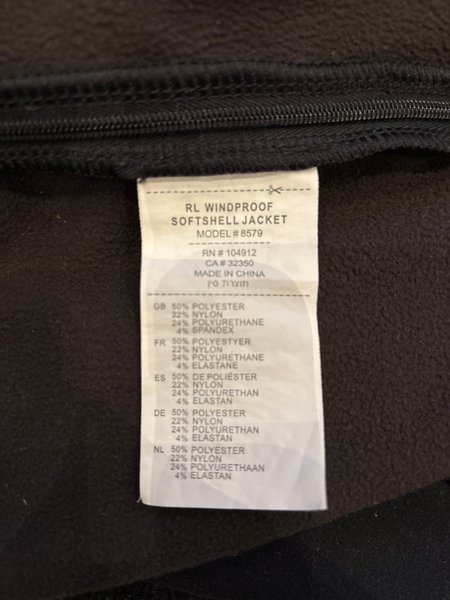 RL WINDPROOF
SOFTSHELL JACKET
MODEL# 8579
RN # 104912
CA # 32350
MADE IN CHINA
תוצרת סין
GB 50% POLYESTER
22% NYLON
24% POLYURETHANE
4% SPANDEX
FR 50% POLYESTYER
22% NYLON
24% POLYURETHANE
4% ELASTANE
ES 50% DE POLIÉSTER
22% NYLON
24% POLYURETHAN
4% ELASTAN
DE 50% POLYESTER
22% NYLON
24% POLYURETHAN
4% ELASTAN
NL 50% POLYESTER
22% NYLON
24% POLYURETHAAN
4% ELASTAN